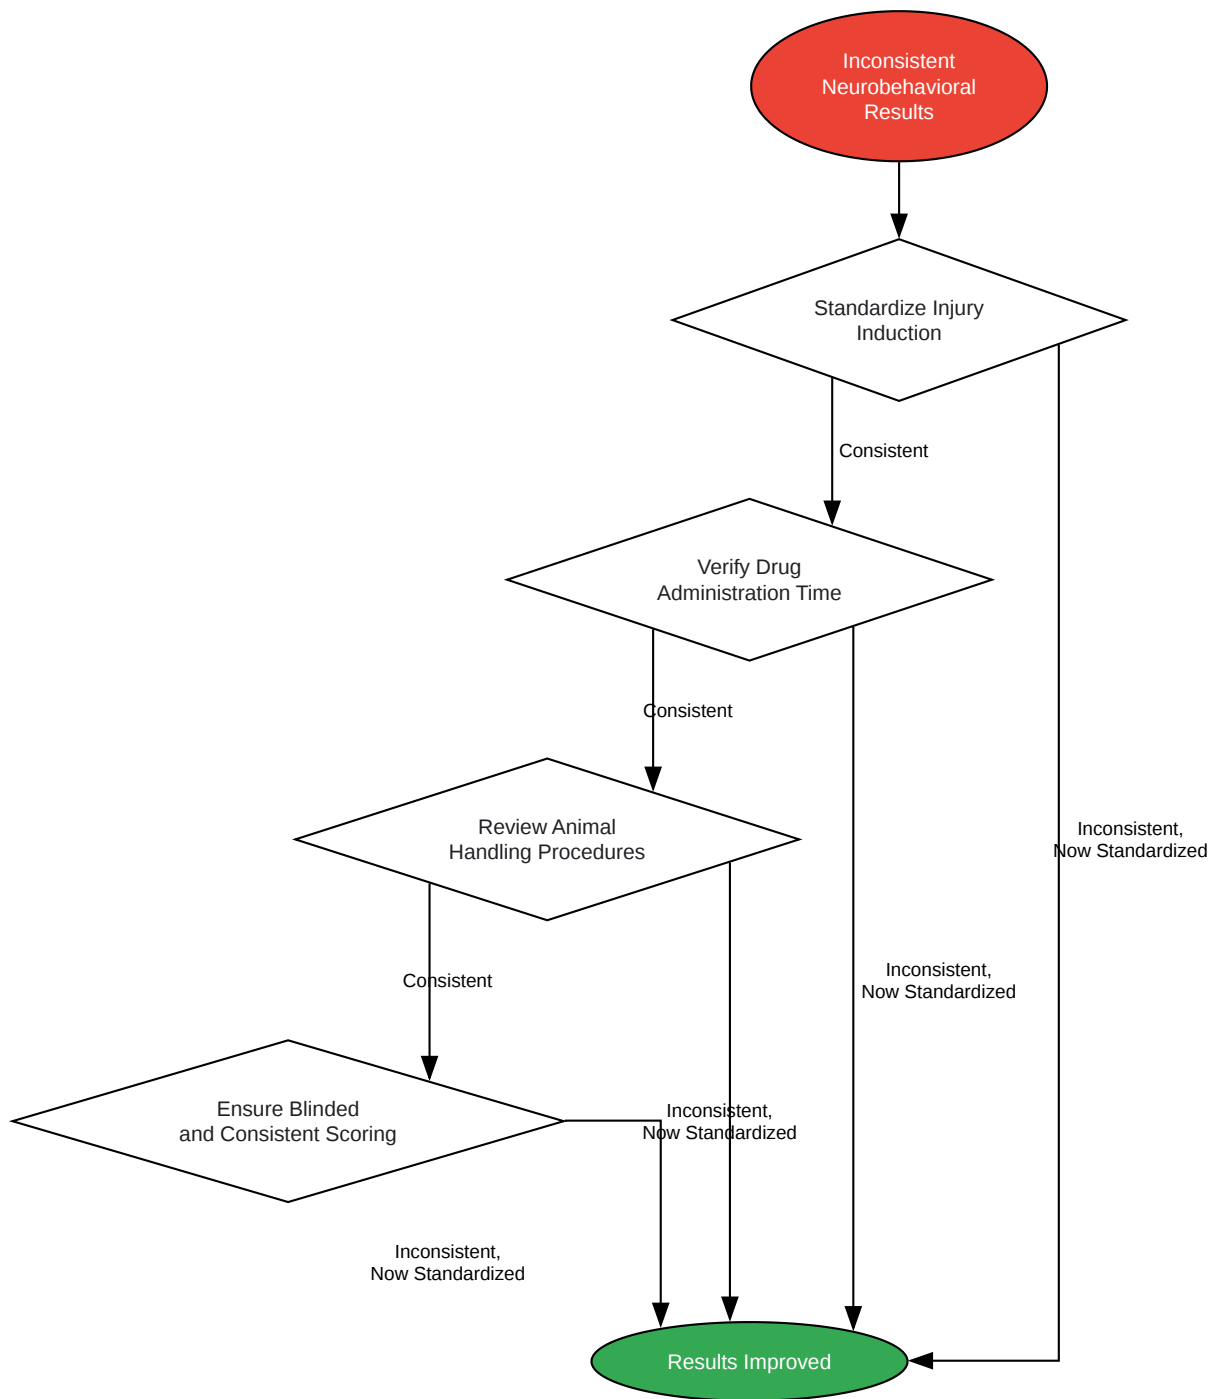 Inconsistent
Neurobehavioral
Results
Standardize Injury
Induction
Consistent
Verify Drug
Administration Time
Consistent
Review Animal
Handling Procedures
Inconsistent,
Now Standardized
Consistent
Inconsistent,
Now Standardized
Ensure Blinded
and Consistent Scoring
Inconsistent,
Now Standardized
Inconsistent,
Now Standardized
Results Improved